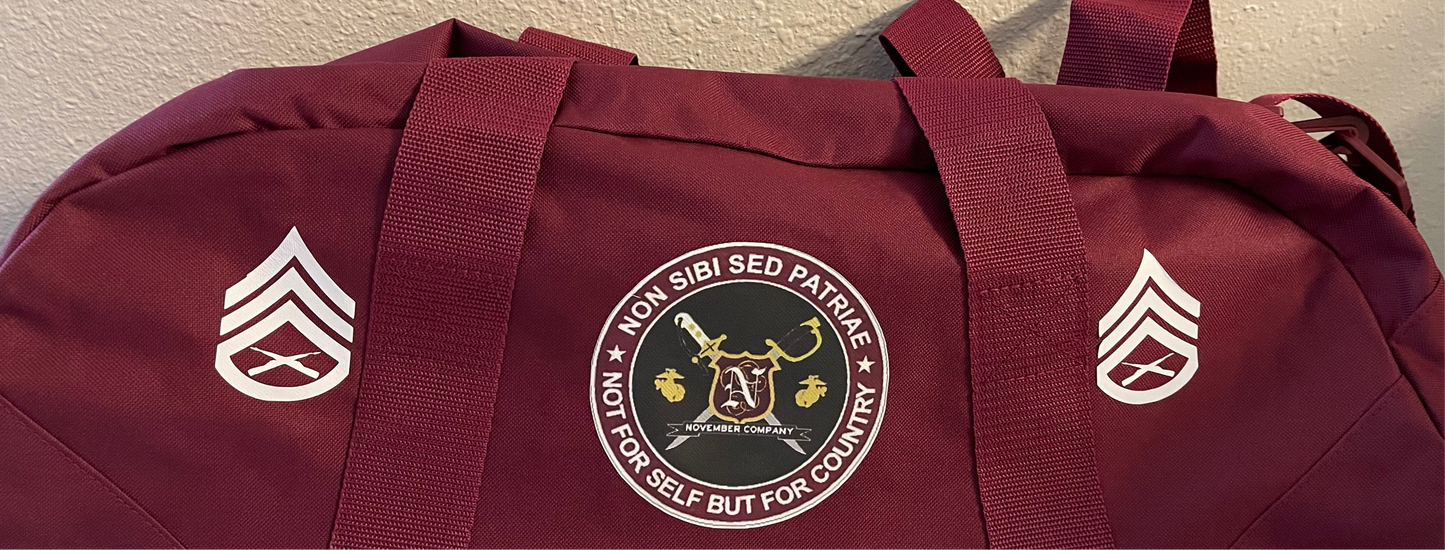 NON SIBI SED PATRIAE
N
NOVEMBER COMPANY
NOT FOR SELF BUT FOR COUNTRY